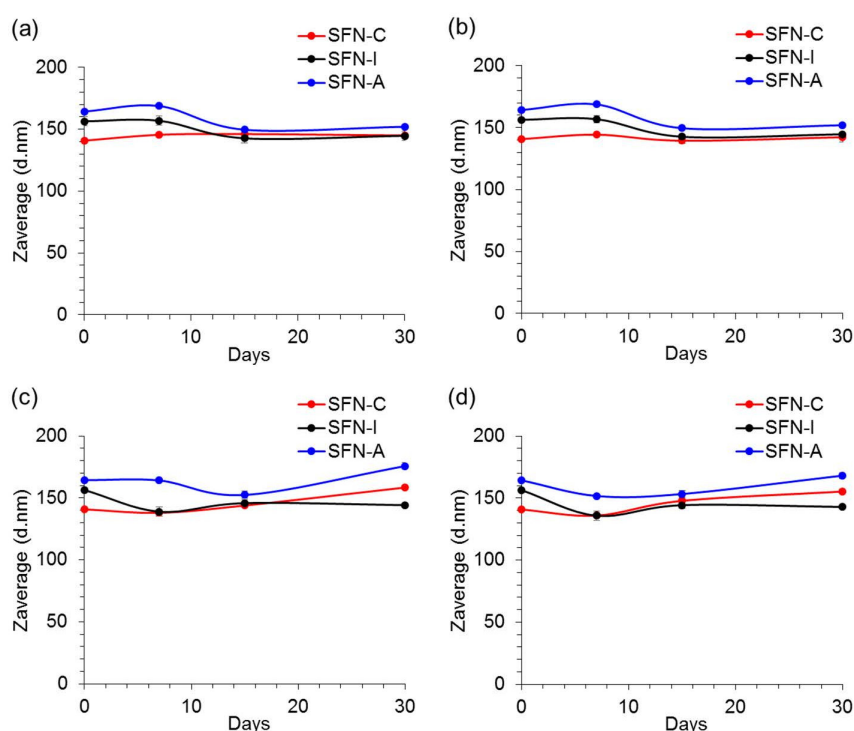 (a)
SFN-C
SFN-I
SFN-A
200
150
100
50
0
Zaverage (d.nm)
0 10 20 30
Days
(b)
SFN-C
SFN-I
SFN-A
200
150
100
50
0
Zaverage (d.nm)
0 10 20 30
Days
(c)
SFN-C
SFN-I
SFN-A
200
150
100
50
0
Zaverage (d.nm)
0 10 20 30
Days
(d)
SFN-C
SFN-I
SFN-A
200
150
100
50
0
Zaverage (d.nm)
0 10 20 30
Days